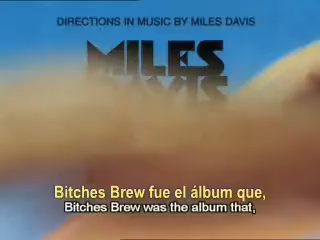 DIRECTIONS IN MUSIC BY MILES DAVIS
MILES
DAVIS
Bitches Brew fue el álbum que,
Bitches Brew was the album that,